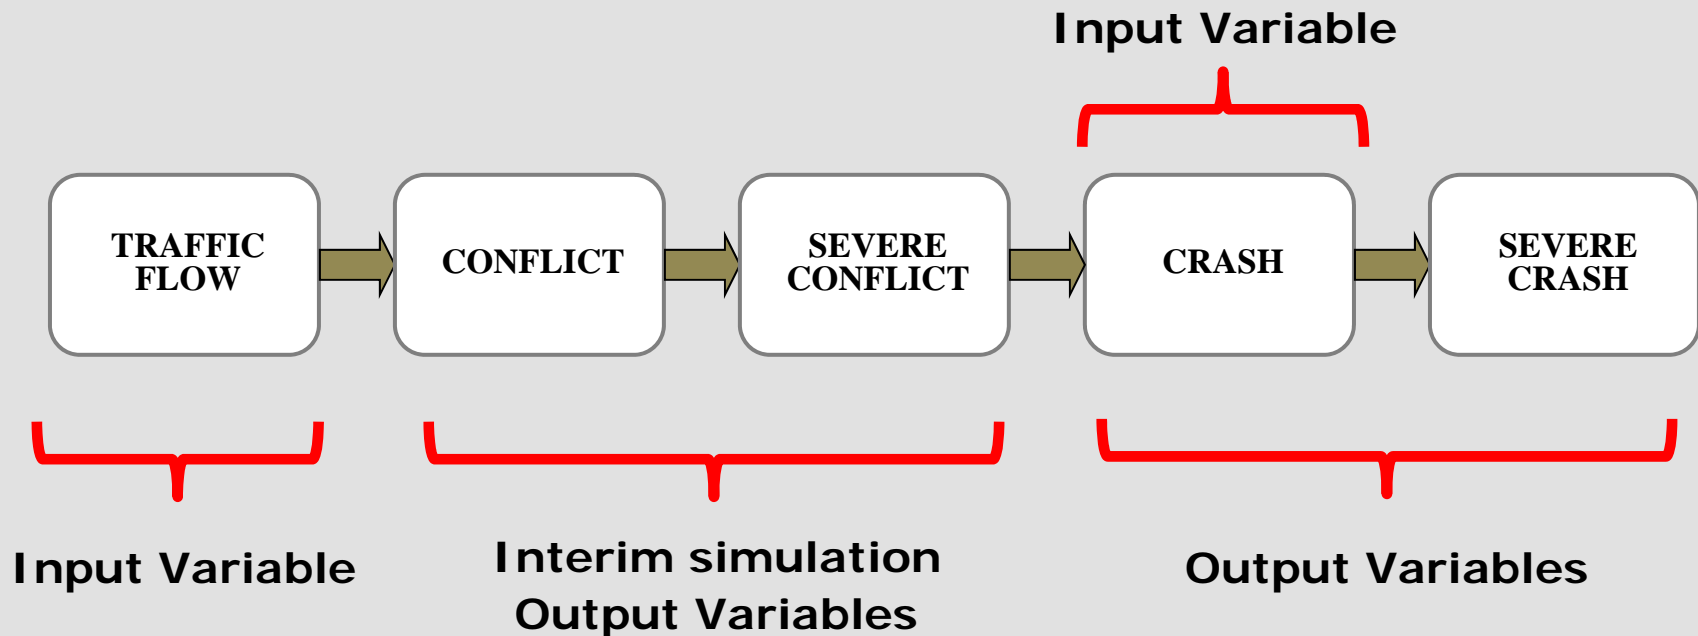 Input Variable
TRAFFIC
FLOW
CONFLICT
SEVERE
CONFLICT
CRASH
SEVERE
CRASH
Input Variable
Interim simulation
Output Variables
Output Variables